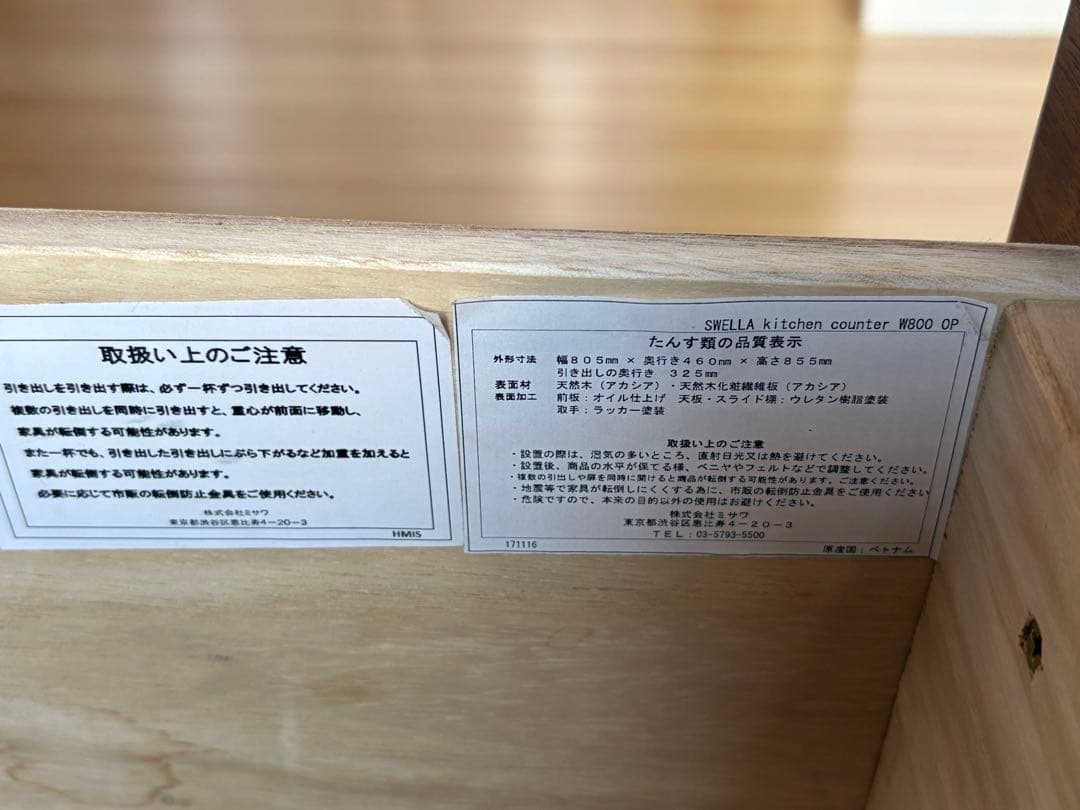 取扱い上のご注意
引き出しを引き出す際は、必ず一杯ずつ引き出してください。
複数の引き出しを同時に引き出すと、重心が前面に移動し、
家具が転倒する可能性があります。
また一杯でも、引き出した引き出しにぶら下がるなど加重を加えると
家具が転倒する可能性があります。
必要に応じて市販の転倒防止金具をご使用ください。
株式会社ミサワ
東京都渋谷区恵比寿4-20-3
HMIS
SWELLA kitchen counter W800 OP
たんす類の品質表示
外形寸法 幅805mm × 奥行き460mm × 高さ855mm
引き出しの奥行き 325mm
表面材 天然木（アカシア）・天然木化粧繊維板（アカシア）
表面加工 前板：オイル仕上げ 天板・スライド棚：ウレタン樹脂塗装
取手：ラッカー塗装
取扱い上のご注意
・設置の際は、湿気の多いところ、直射日光又は熱を避けてください。
・設置後、商品の水平が保てる様、ベニヤやフェルトなどで調整してください。
・複数の引出しや扉を同時に開けると商品が転倒する可能性があります。ご注意ください。
・地震等で家具が転倒しにくくする為に、市販の転倒防止金具をご使用ください
・危険ですので、本来の目的以外の使用はお避けください。
株式会社ミサワ
東京都渋谷区恵比寿4-20-3
TEL：03-5793-5500
171116
原産国：ベトナム